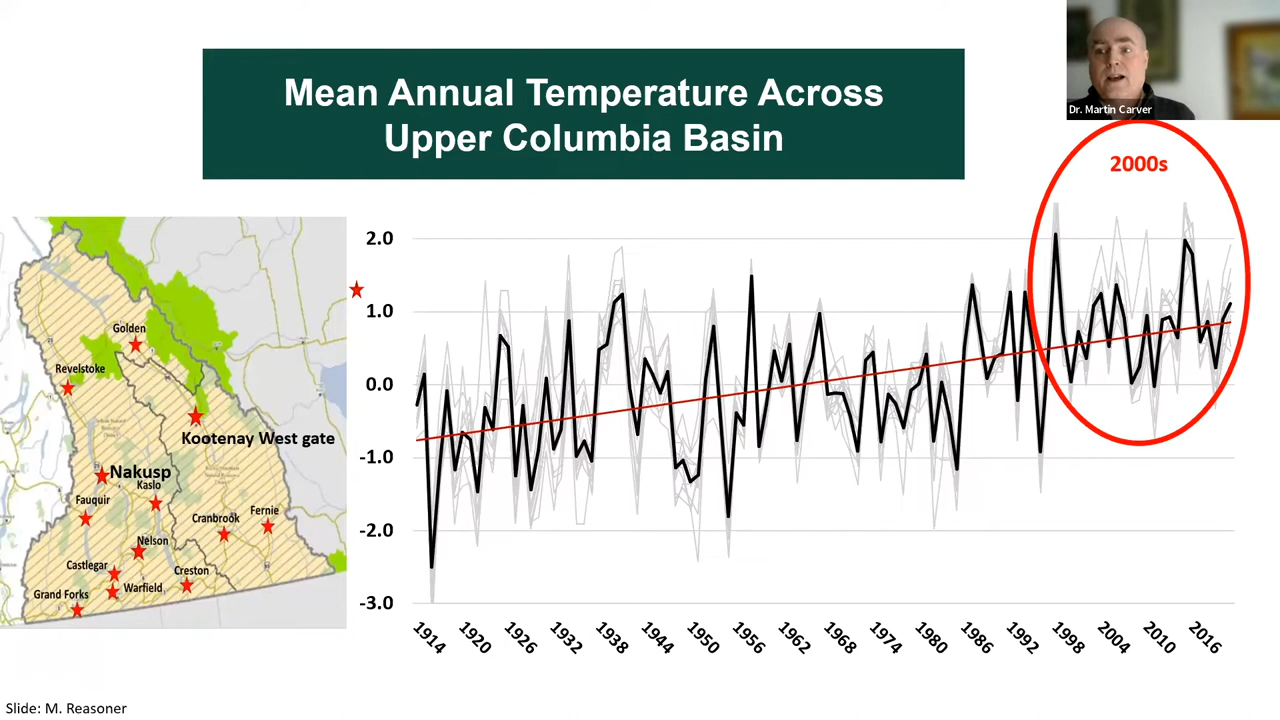 Dr. Martin Carver
Mean Annual Temperature Across
Upper Columbia Basin
2000s
2.0
1.0
0.0
-1.0
-2.0
-3.0
1914
1920
1926
1932
1938
1944
1950
1956
1962
1968
1974
1980
1986
1992
1998
2004
2010
2016
Golden
Revelstoke
Kootenay West gate
Nakusp
Kaslo
Fauquir
Cranbrook
Fernie
Nelson
Castlegar
Creston
Warfield
Grand Forks
Slide: M. Reasoner